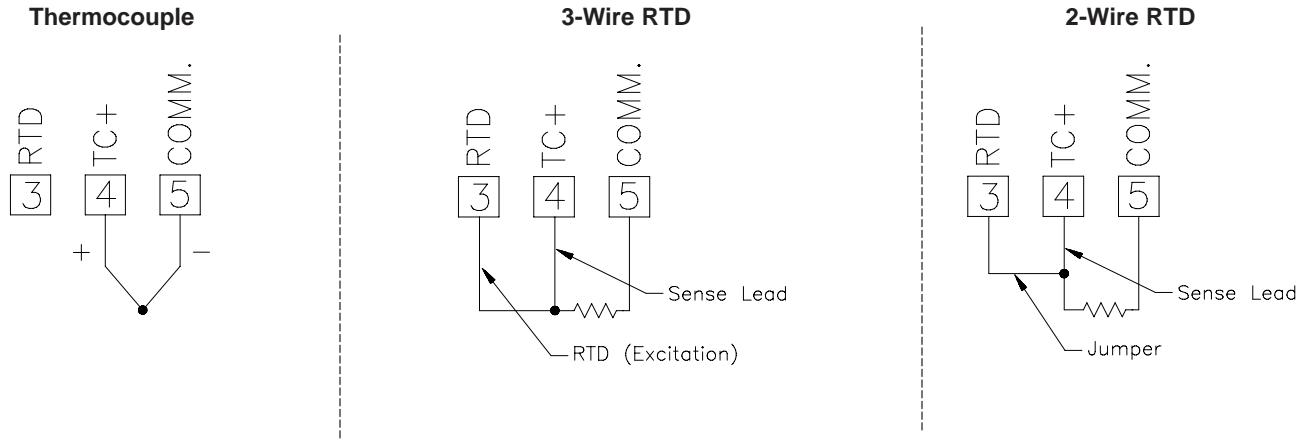 Thermocouple
RTD
TC+
COMM.
3
4
5
+
−
3-Wire RTD
RTD
TC+
COMM.
3
4
5
Sense Lead
RTD (Excitation)
2-Wire RTD
RTD
TC+
COMM.
3
4
5
Sense Lead
Jumper